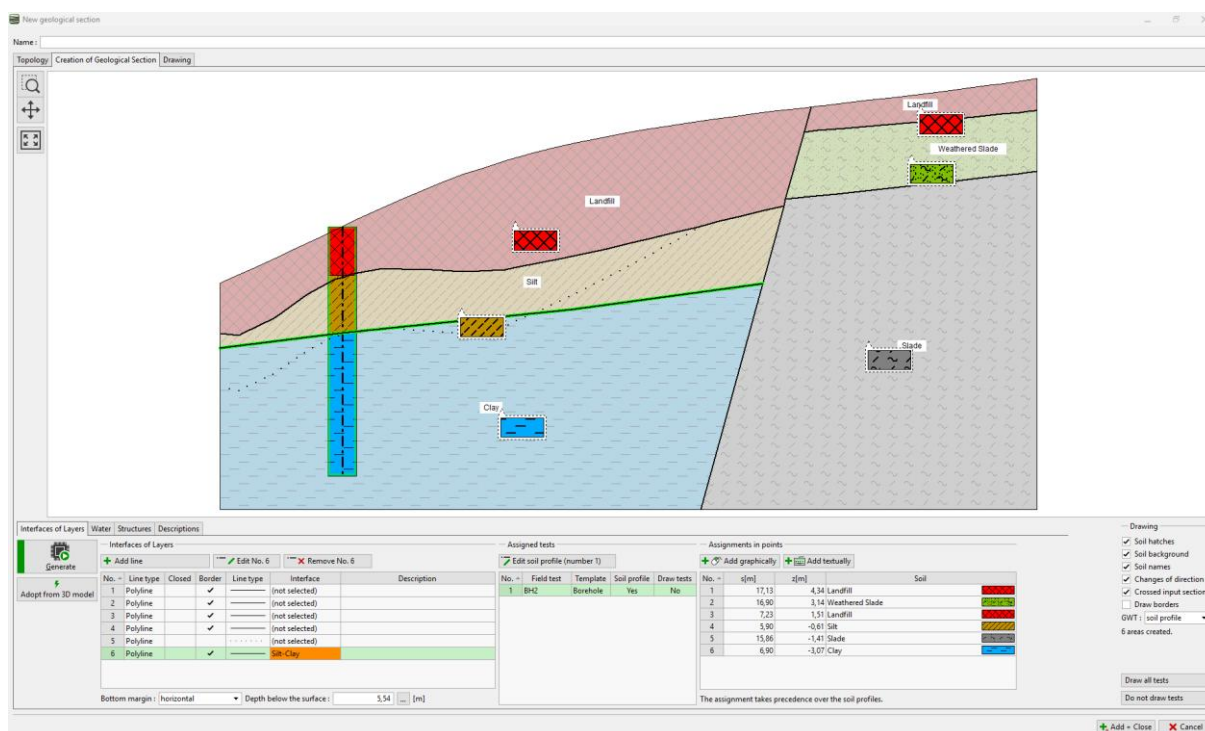 New geological section
Name :
Topology Creation of Geological Section Drawing
Landfill
Weathered Slade
Landfill
Silt
Slade
Clay
Interfaces of Layers Water Structures Descriptions
Generate
Adopt from 3D model
Interfaces of Layers
Add line Edit No. 6 Remove No. 6
No. Line type Closed Border Line type Interface Description
1 Polyline (not selected)
2 Polyline (not selected)
3 Polyline (not selected)
4 Polyline (not selected)
5 Polyline (not selected)
6 Polyline Silt-Clay
Bottom margin : horizontal Depth below the surface : 5,54 ... [m]
Assigned tests
Edit soil profile (number 1)
No. Field test Template Soil profile Draw tests
1 BH2 Borehole Yes No
Assignments in points
Add graphically Add textually
No. s[m] z[m] Soil
1 17,13 4,34 Landfill
2 16,90 3,14 Weathered Slade
3 7,23 1,51 Landfill
4 5,90 -0,61 Silt
5 15,86 -1,41 Slade
6 6,90 -3,07 Clay
The assignment takes precedence over the soil profiles.
Drawing
Soil hatches
Soil background
Soil names
Changes of direction
Crossed input section
Draw borders
GWT : soil profile
6 areas created.
Draw all tests
Do not draw tests
Add + Close Cancel